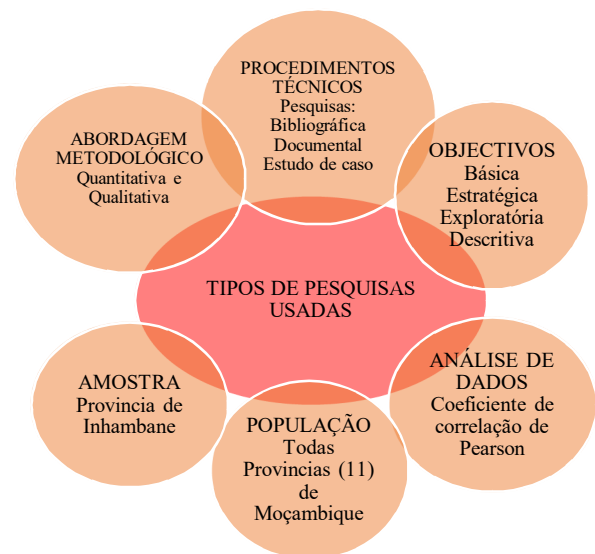 PROCEDIMENTOS
TÉCNICOS
Pesquisas:
Bibliográfica
Documental
Estudo de caso
ABORDAGEM
METODOLÓGICO
Quantitativa e
Qualitativa
OBJECTIVOS
Básica
Estratégica
Exploratória
Descritiva
TIPOS DE PESQUISAS
USADAS
AMOSTRA
Provincia de
Inhambane
POPULAÇÃO
Todas
Provincias (11)
de
Moçambique
ANÁLISE DE
DADOS
Coeficiente de
correlação de
Pearson